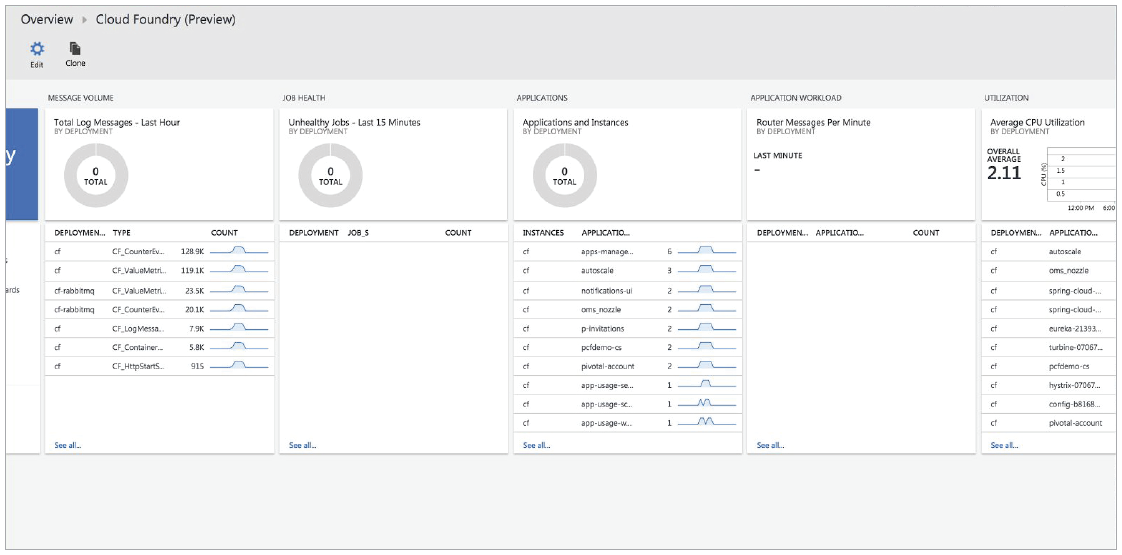 Overview ▸ Cloud Foundry (Preview)
Edit
Clone
y
s
ards
MESSAGE VOLUME
Total Log Messages - Last Hour
BY DEPLOYMENT
0
TOTAL
DEPLOYMEN... TYPE COUNT
cf CF_CounterEv... 128.9K
cf CF_ValueMetri... 119.1K
cf-rabbitmq CF_ValueMetri... 23.5K
cf-rabbitmq CF_CounterEv... 20.1K
cf CF_LogMessa... 7.9K
cf CF_Container... 5.8K
cf CF_HttpStartS... 915
See all...
JOB HEALTH
Unhealthy Jobs - Last 15 Minutes
BY DEPLOYMENT
0
TOTAL
DEPLOYMENT JOB_S COUNT
See all...
APPLICATIONS
Applications and Instances
BY DEPLOYMENT
0
TOTAL
INSTANCES APPLICATIO...
cf apps-manage... 6
cf autoscale 3
cf notifications-ui 2
cf oms_nozzle 2
cf p-invitations 2
cf pcfdemo-cs 2
cf pivotal-account 2
cf app-usage-se... 1
cf app-usage-sc... 1
cf app-usage-w... 1
See all...
APPLICATION WORKLOAD
Router Messages Per Minute
BY DEPLOYMENT
LAST MINUTE
–
DEPLOYMEN... APPLICATIO... COUNT
See all...
UTILIZATION
Average CPU Utilization
BY DEPLOYMENT
OVERALL
AVERAGE
2.11
CPU (%)
2
1.5
1
0.5
12:00 PM 6:00
DEPLOYMEN... APPLICATIO...
cf autoscale
cf oms_nozzle
cf spring-cloud-...
cf spring-cloud-...
cf eureka-21393...
cf turbine-07067...
cf pcfdemo-cs
cf hystrix-07067...
cf config-b8168...
cf pivotal-account
See all...